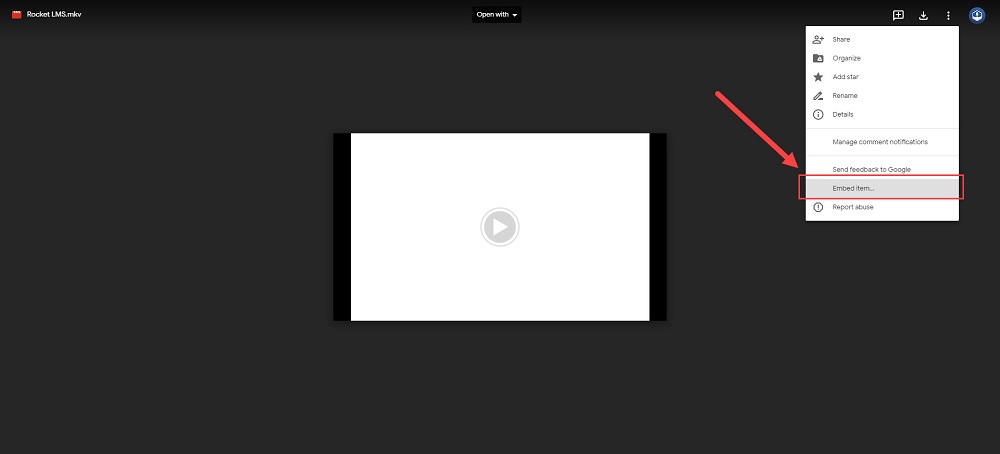 Rocket LMS.mkv
Open with
Share
Organize
Add star
Rename
Details
Manage comment notifications
Send feedback to Google
Embed item...
Report abuse